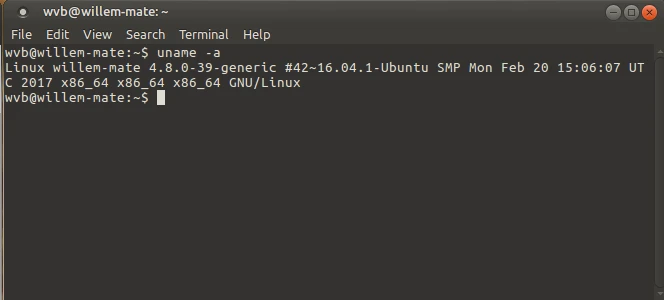 wvb@willem-mate: ~
File Edit View Search Terminal Help
wvb@willem-mate:~$ uname -a
Linux willem-mate 4.8.0-39-generic #42~16.04.1-Ubuntu SMP Mon Feb 20 15:06:07 UT
C 2017 x86_64 x86_64 x86_64 GNU/Linux
wvb@willem-mate:~$